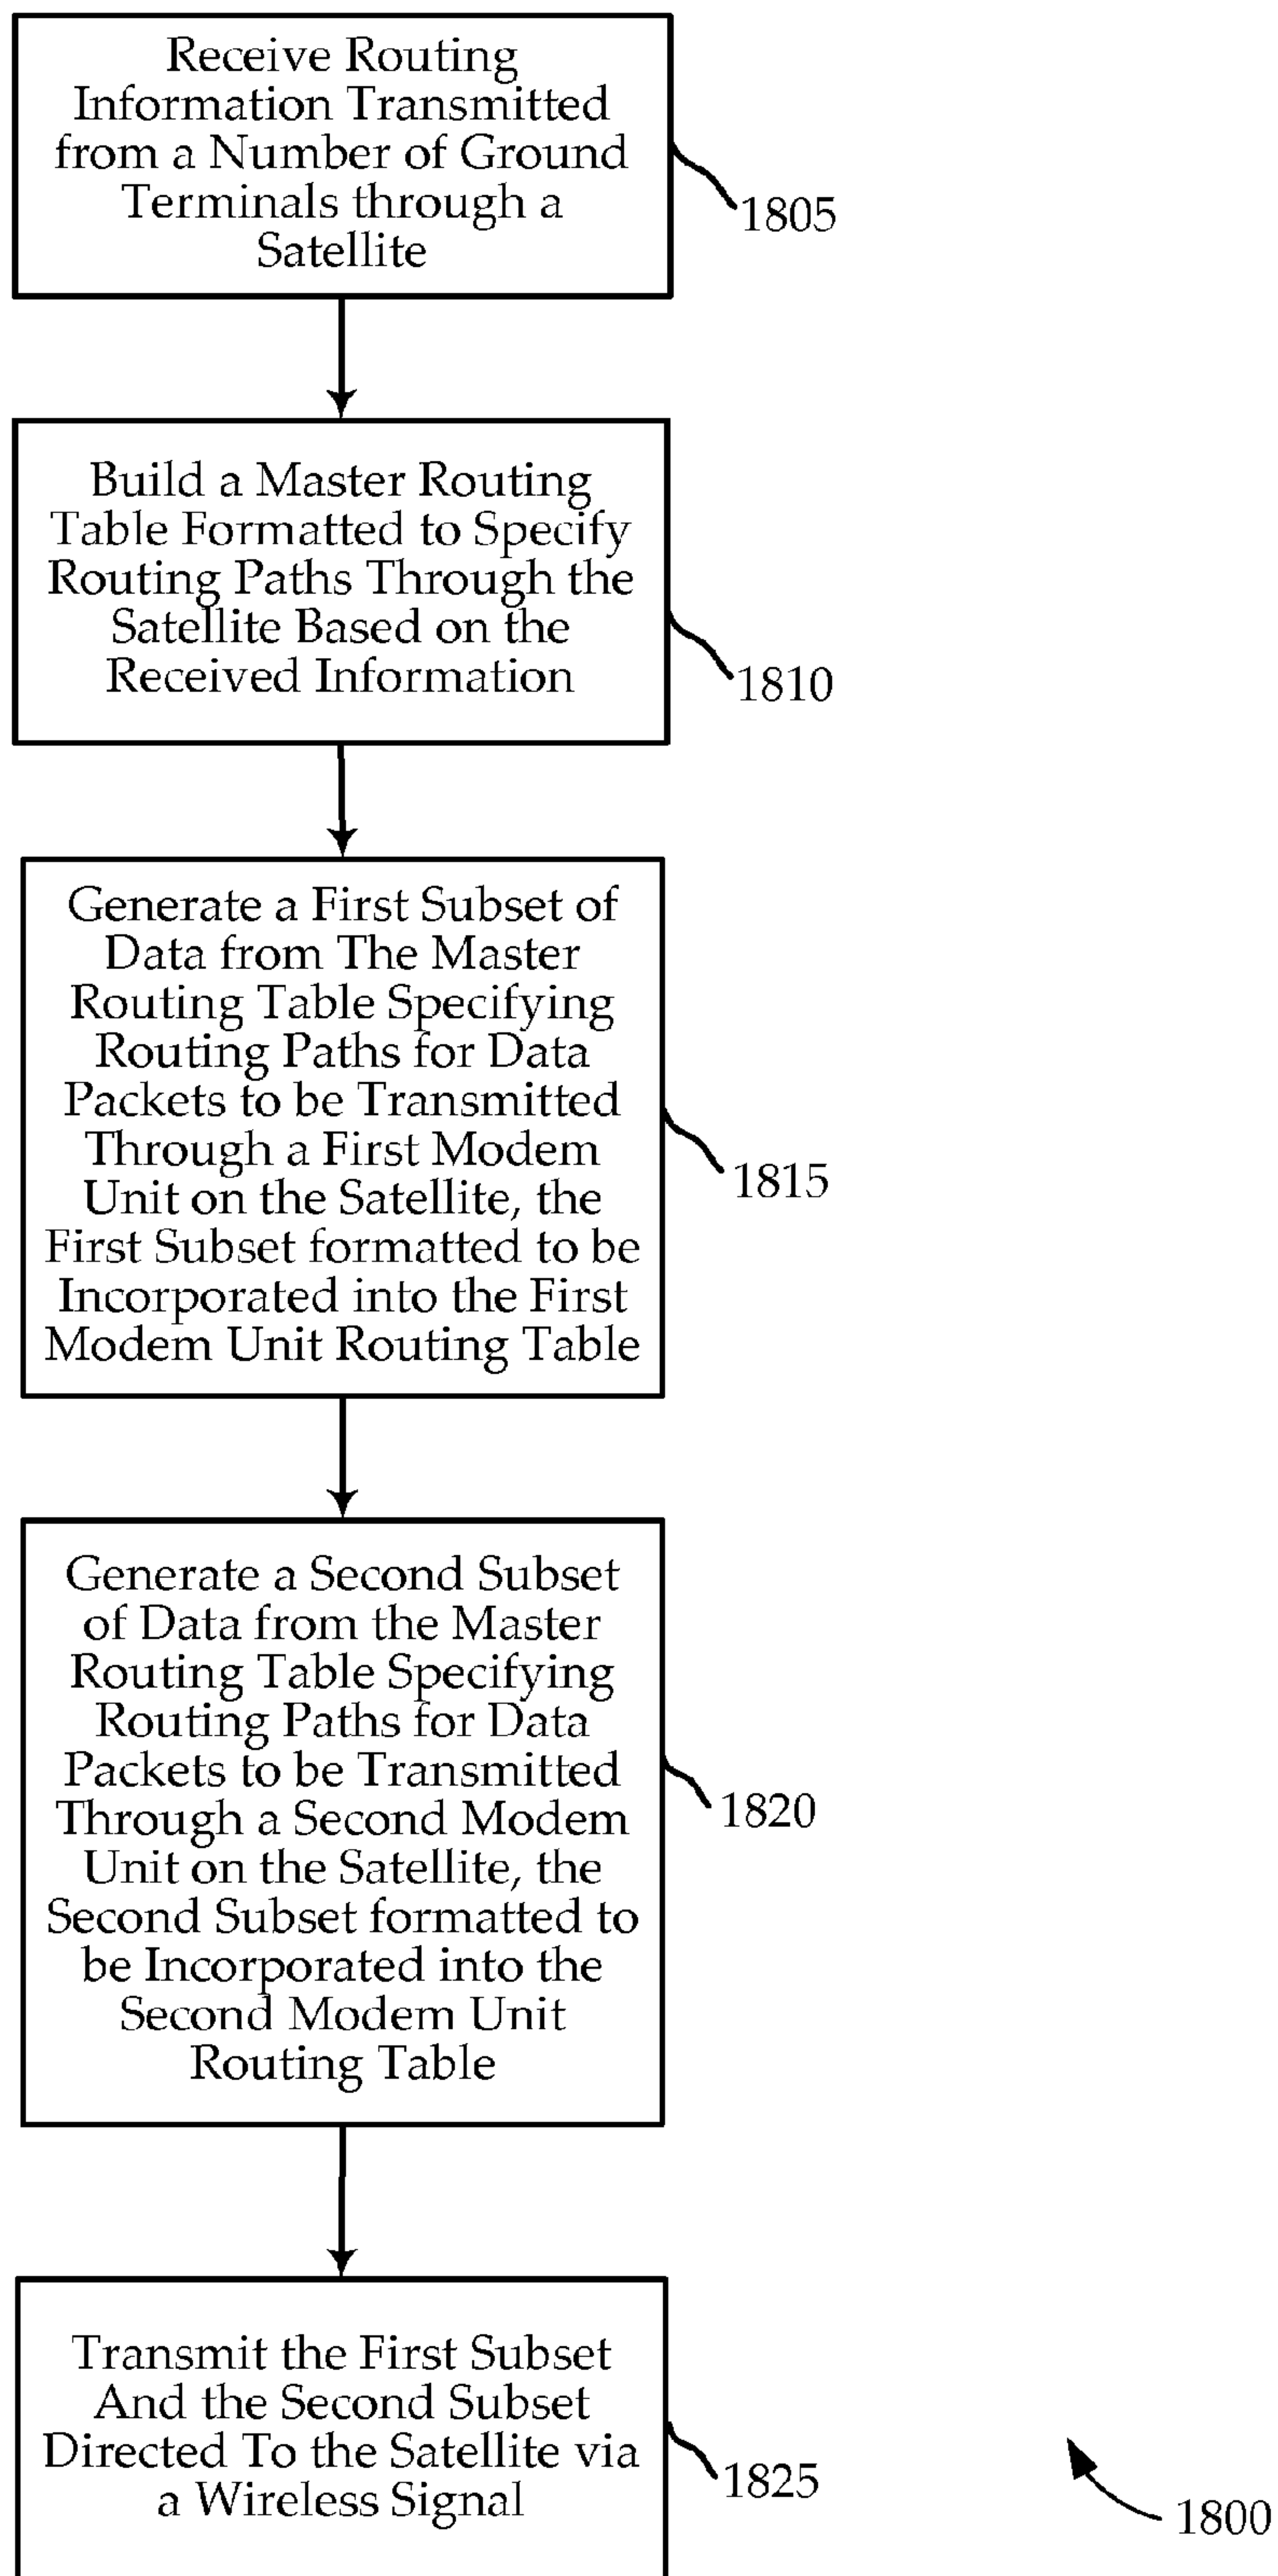 Receive Routing
Information Transmitted
from a Number of Ground
Terminals through a
Satellite
1805
Build a Master Routing
Table Formatted to Specify
Routing Paths Through the
Satellite Based on the
Received Information
1810
Generate a First Subset of
Data from The Master
Routing Table Specifying
Routing Paths for Data
Packets to be Transmitted
Through a First Modem
Unit on the Satellite, the
First Subset formatted to be
Incorporated into the First
Modem Unit Routing Table
1815
Generate a Second Subset
of Data from the Master
Routing Table Specifying
Routing Paths for Data
Packets to be Transmitted
Through a Second Modem
Unit on the Satellite, the
Second Subset formatted to
be Incorporated into the
Second Modem Unit
Routing Table
1820
Transmit the First Subset
And the Second Subset
Directed To the Satellite via
a Wireless Signal
1825
1800